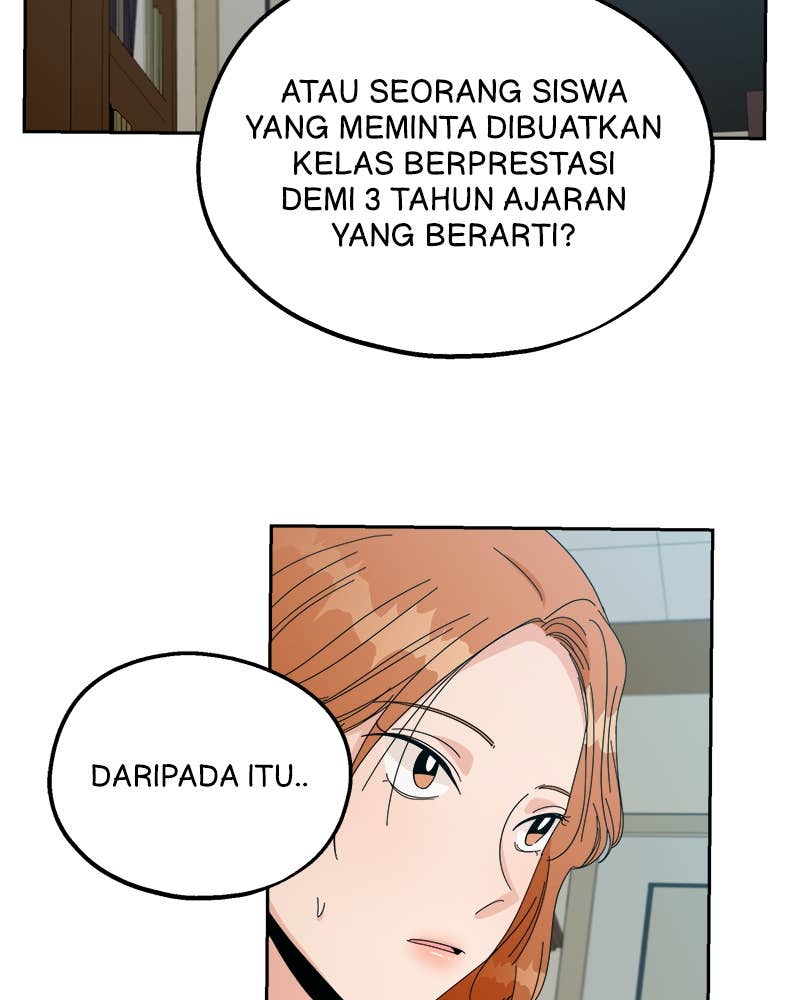 ATAU SEORANG SISWA
YANG MEMINTA DIBUATKAN
KELAS BERPRESTASI
DEMI 3 TAHUN AJARAN
YANG BERARTI?
DARIPADA ITU..